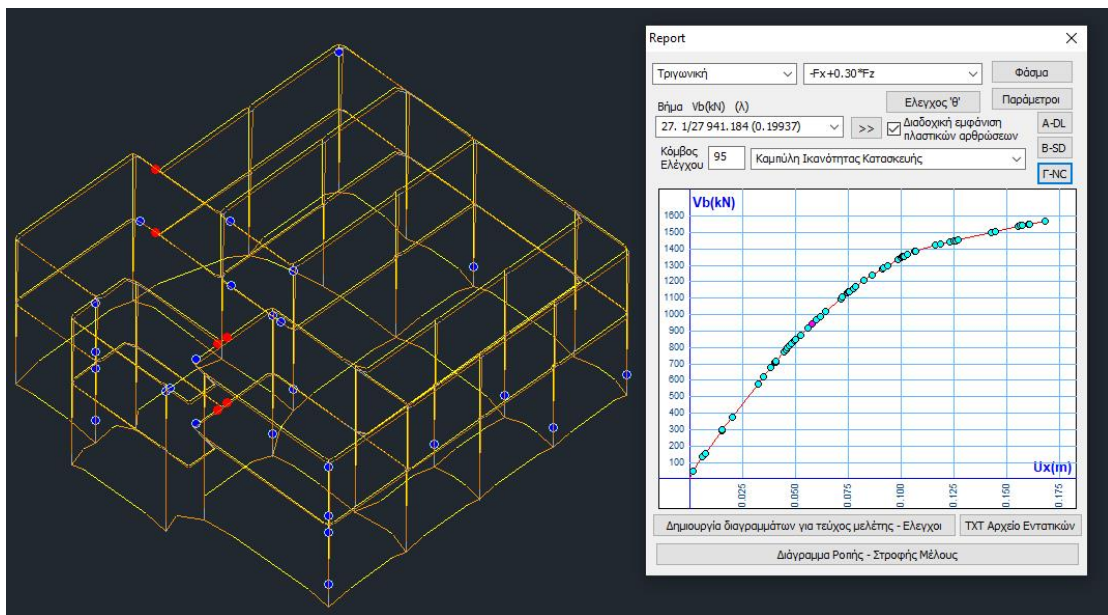 Report
Τριγωνική -Fx+0.30*Fz Φάσμα
Βήμα Vb(kN) (λ) Ελεγχος 'θ' Παράμετροι
27. 1/27 941.184 (0.19937) >> Διαδοχική εμφάνιση πλαστικών αρθρώσεων A-DL
B-SD
Κόμβος Ελέγχου 95 Καμπύλη Ικανότητας Κατασκευής Γ-NC
Vb(kN)
1600
1500
1400
1300
1200
1100
1000
900
800
700
600
500
400
300
200
100
Ux(m)
0.025 0.050 0.075 0.100 0.125 0.150 0.175
Δημιουργία διαγραμμάτων για τεύχος μελέτης - Ελεγχοι TXT Αρχείο Εντατικών
Διάγραμμα Ροπής - Στροφής Μέλους